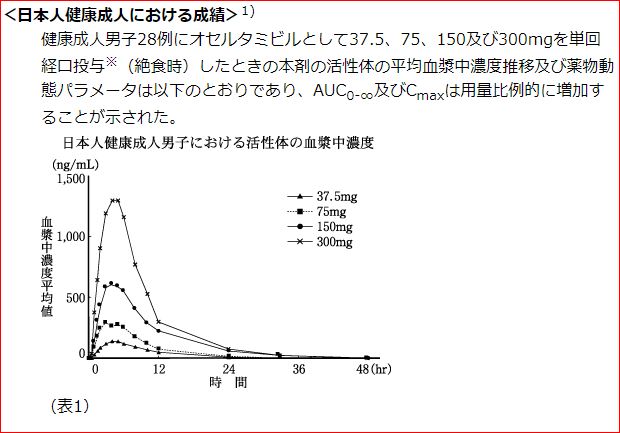 <日本人健康成人における成績>1)
健康成人男子28例にオセルタミビルとして37.5、75、150及び300mgを単回
経口投与※（絶食時）したときの本剤の活性体の平均血漿中濃度推移及び薬物動
態パラメータは以下のとおりであり、AUC0-∞及びCmaxは用量比例的に増加す
ることが示された。
日本人健康成人男子における活性体の血漿中濃度
(ng/mL)
1,500
1,000
500
0
血漿中濃度平均値
37.5mg
75mg
150mg
300mg
0 12 24 36 48(hr)
時 間
（表1）